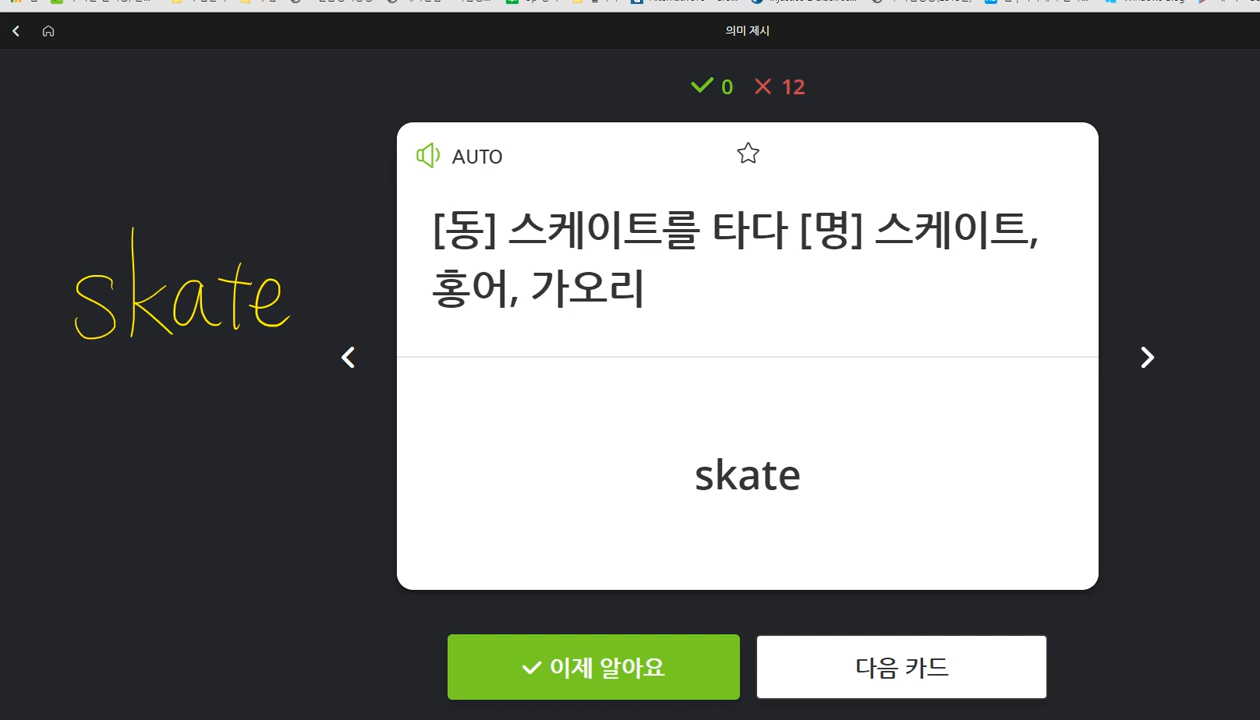 의미 제시
0 12
AUTO
[동] 스케이트를 타다 [명] 스케이트,
홍어, 가오리
skate
skate
이제 알아요
다음 카드